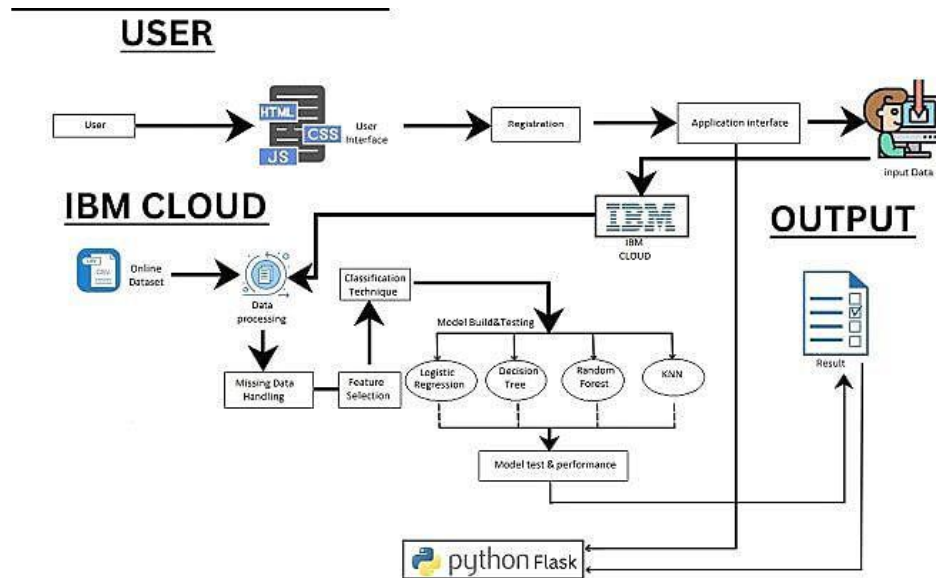 USER
User
HTML
CSS
JS
User
Interface
Registration
Application interface
input Data
IBM CLOUD
IBM
IBM
CLOUD
OUTPUT
CSV
Online
Dataset
Data
processing
Classification
Technique
Missing Data
Handling
Feature
Selection
Model Build&Testing
Logistic
Regression
Decision
Tree
Random
Forest
KNN
Model test & performance
Result
python Flask